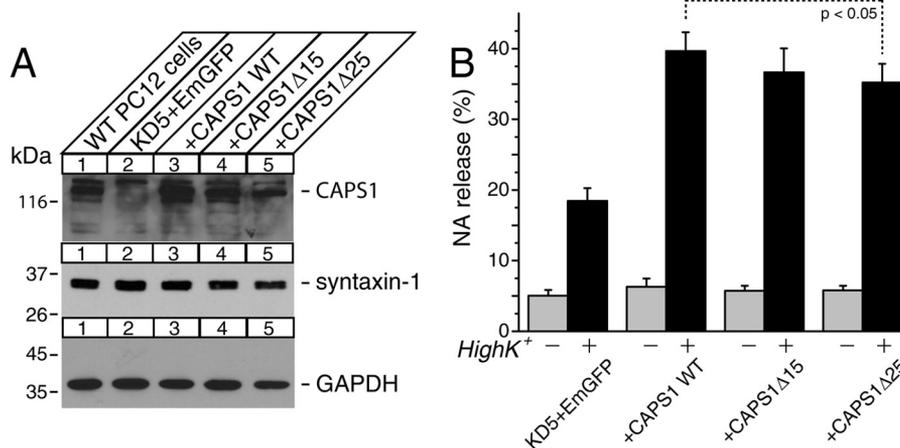 A
WT PC12 cells
KD5+EmGFP
+CAPS1 WT
+CAPS1Δ15
+CAPS1Δ25
kDa
1 2 3 4 5
116 CAPS1
1 2 3 4 5
37
syntaxin-1
26
1 2 3 4 5
45
GAPDH
35
B
p < 0.05
NA release (%)
40
30
20
10
0
HighK+ − + − + − + − +
KD5+EmGFP
+CAPS1 WT
+CAPS1Δ15
+CAPS1Δ25